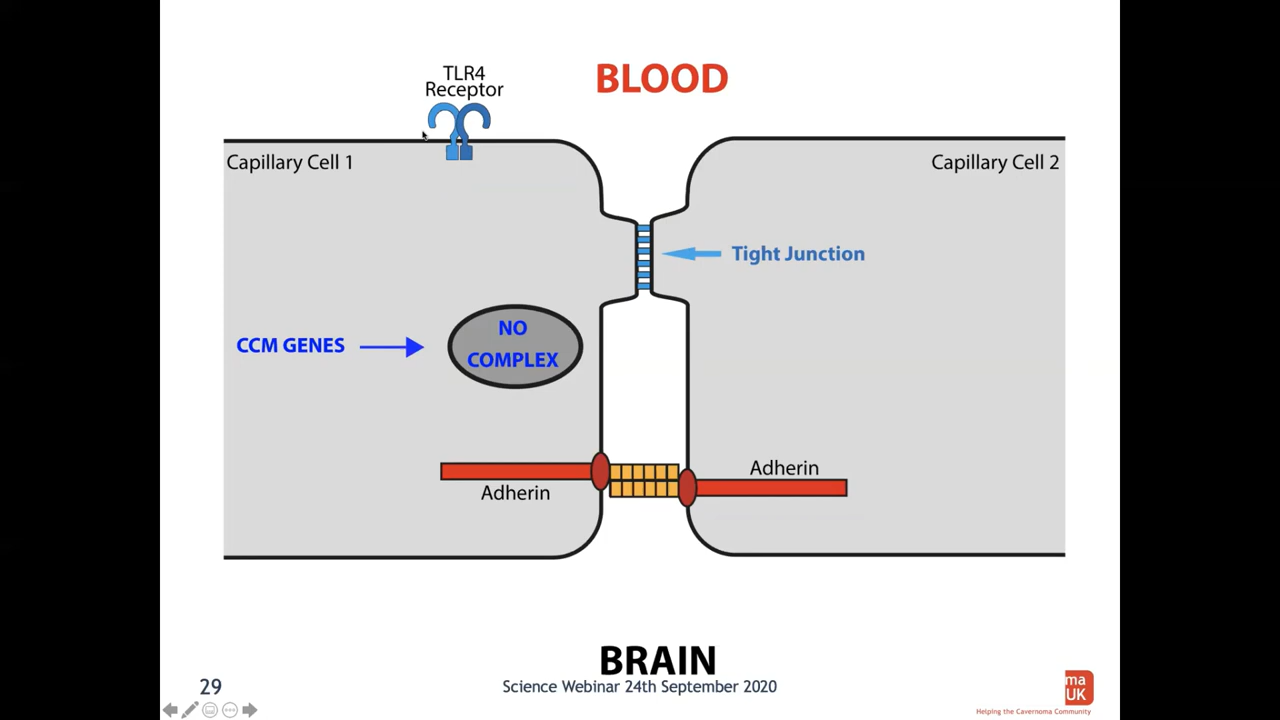 TLR4
Receptor
BLOOD
Capillary Cell 1
Capillary Cell 2
Tight Junction
CCM GENES
NO
COMPLEX
Adherin
Adherin
BRAIN
29
Science Webinar 24th September 2020
ma
UK
Helping the Cavernoma Community